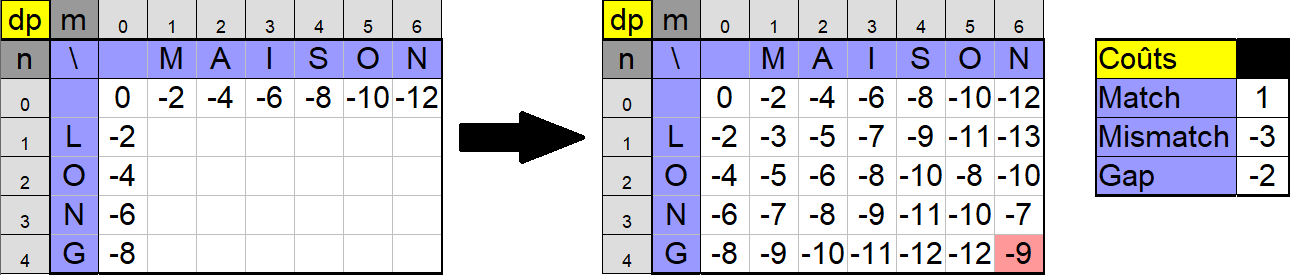 dp m 0 1 2 3 4 5 6
n \ M A I S O N
0 0 -2 -4 -6 -8 -10 -12
1 L -2
2 O -4
3 N -6
4 G -8
dp m 0 1 2 3 4 5 6
n \ M A I S O N
0 0 -2 -4 -6 -8 -10 -12
1 L -2 -3 -5 -7 -9 -11 -13
2 O -4 -5 -6 -8 -10 -8 -10
3 N -6 -7 -8 -9 -11 -10 -7
4 G -8 -9 -10 -11 -12 -12 -9
Coûts
Match 1
Mismatch -3
Gap -2